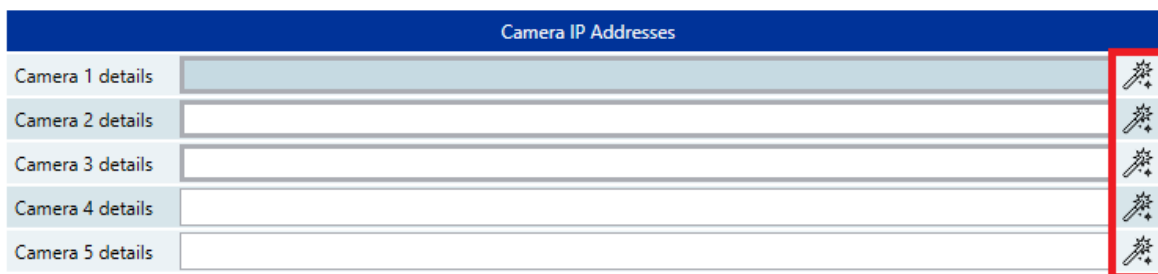 Camera IP Addresses
Camera 1 details
Camera 2 details
Camera 3 details
Camera 4 details
Camera 5 details